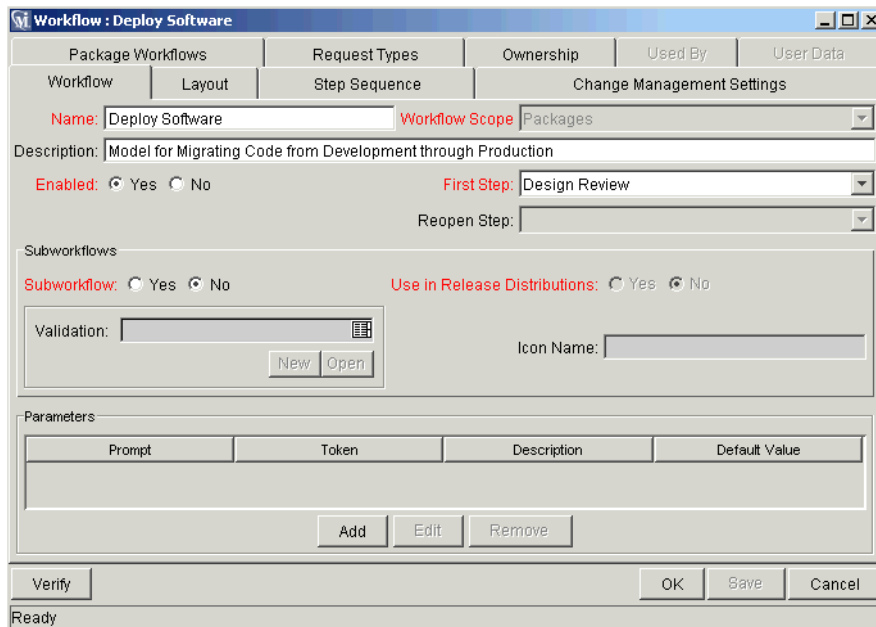 Workflow : Deploy Software
Package Workflows Request Types Ownership Used By User Data
Workflow Layout Step Sequence Change Management Settings
Name: Deploy Software Workflow Scope Packages
Description: Model for Migrating Code from Development through Production
Enabled: Yes No First Step: Design Review
Reopen Step:
Subworkflows
Subworkflow: Yes No Use in Release Distributions: Yes No
Validation:
Icon Name:
New Open
Parameters
Prompt Token Description Default Value
Add Edit Remove
Verify OK Save Cancel
Ready